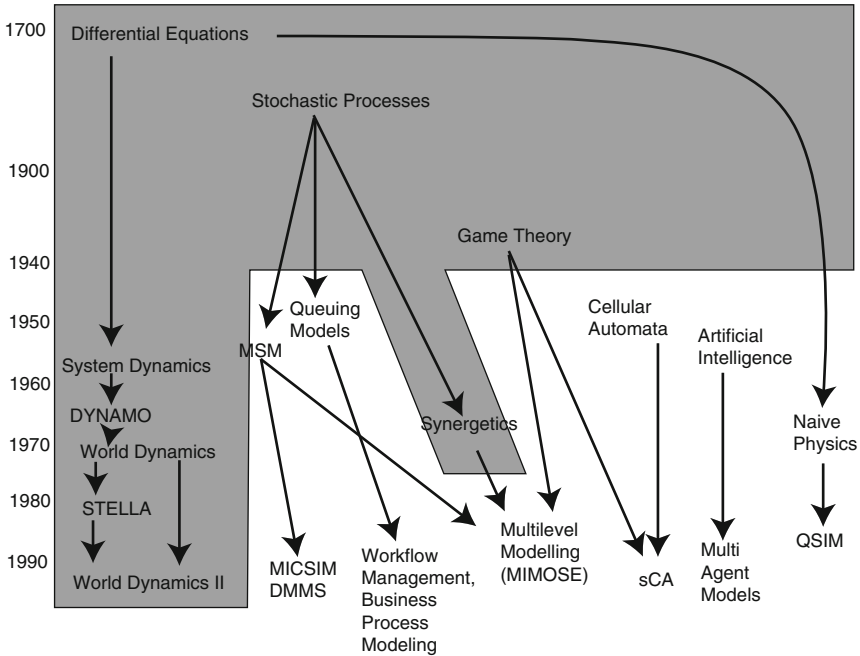 1700
Differential Equations
Stochastic Processes
1900
Game Theory
1940
Cellular
Automata
Queuing
Models
1950
Artificial
Intelligence
MSM
System Dynamics
1960
DYNAMO
Synergetics
Naive
Physics
1970
World Dynamics
1980
STELLA
Multilevel
Modelling
(MIMOSE)
QSIM
1990
World Dynamics II
MICSIM
DMMS
Workflow
Management,
Business
Process
Modeling
sCA
Multi
Agent
Models